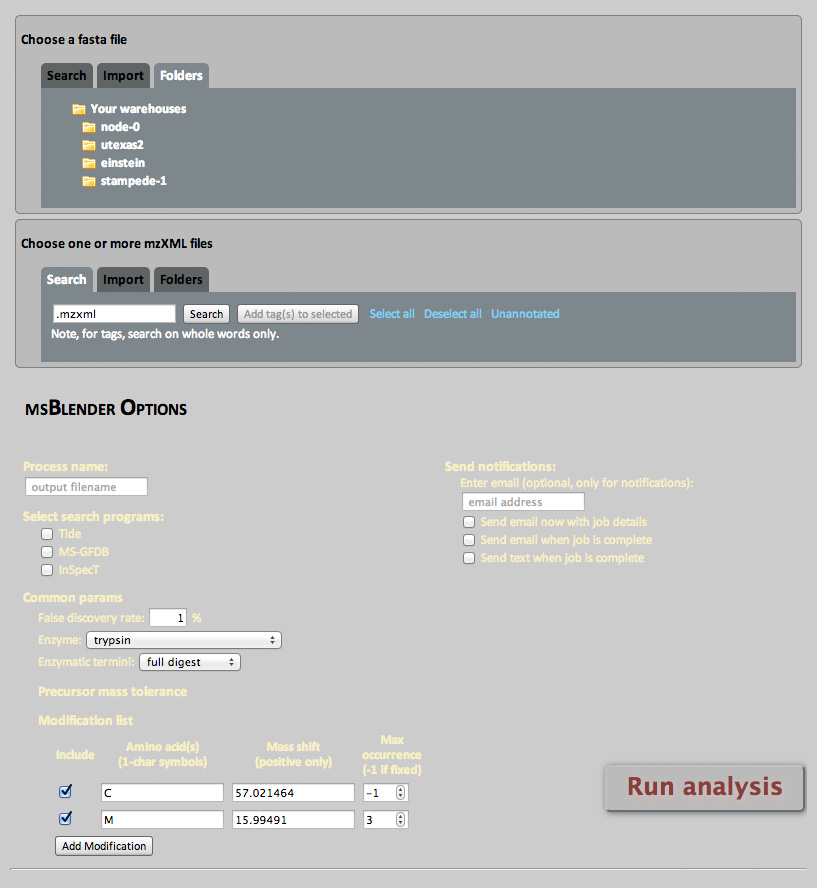 Choose a fasta file
Search Import Folders
Your warehouses
node-0
utexas2
einstein
stampede-1
Choose one or more mzXML files
Search Import Folders
.mzxml Search Add tag(s) to selected Select all Deselect all Unannotated
Note, for tags, search on whole words only.
msBlender Options
Process name:
output filename
Select search programs:
Tide
MS-GFDB
InSpecT
Send notifications:
Enter email (optional, only for notifications):
email address
Send email now with job details
Send email when job is complete
Send text when job is complete
Common params
False discovery rate: 1 %
Enzyme: trypsin
Enzymatic termini: full digest
Precursor mass tolerance
Modification list
Include
Amino acid(s)
(1-char symbols)
Mass shift
(positive only)
Max
occurrence
(-1 if fixed)
C 57.021464 -1
M 15.99491 3
Add Modification
Run analysis